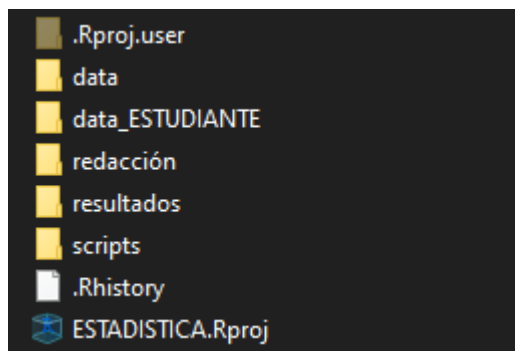 .Rproj.user
data
data_ESTUDIANTE
redacción
resultados
scripts
.Rhistory
ESTADISTICA.Rproj